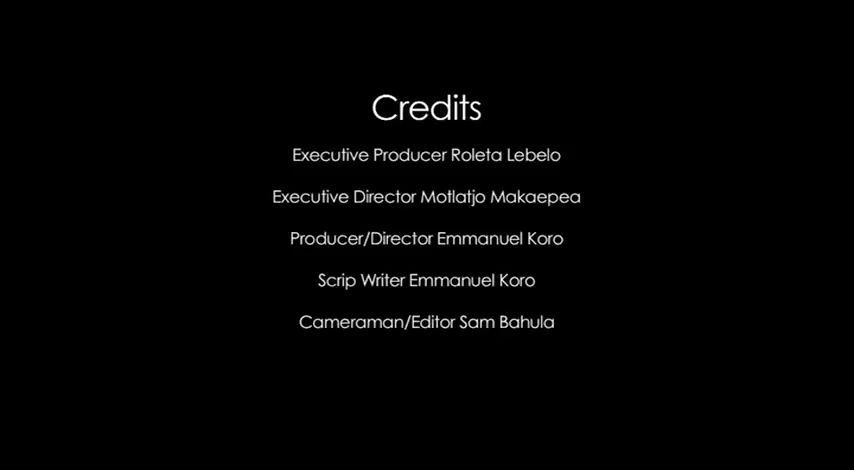 Credits
Executive Producer Roleta Lebelo
Executive Director Motlatjo Makaepea
Producer/Director Emmanuel Koro
Scrip Writer Emmanuel Koro
Cameraman/Editor Sam Bahula